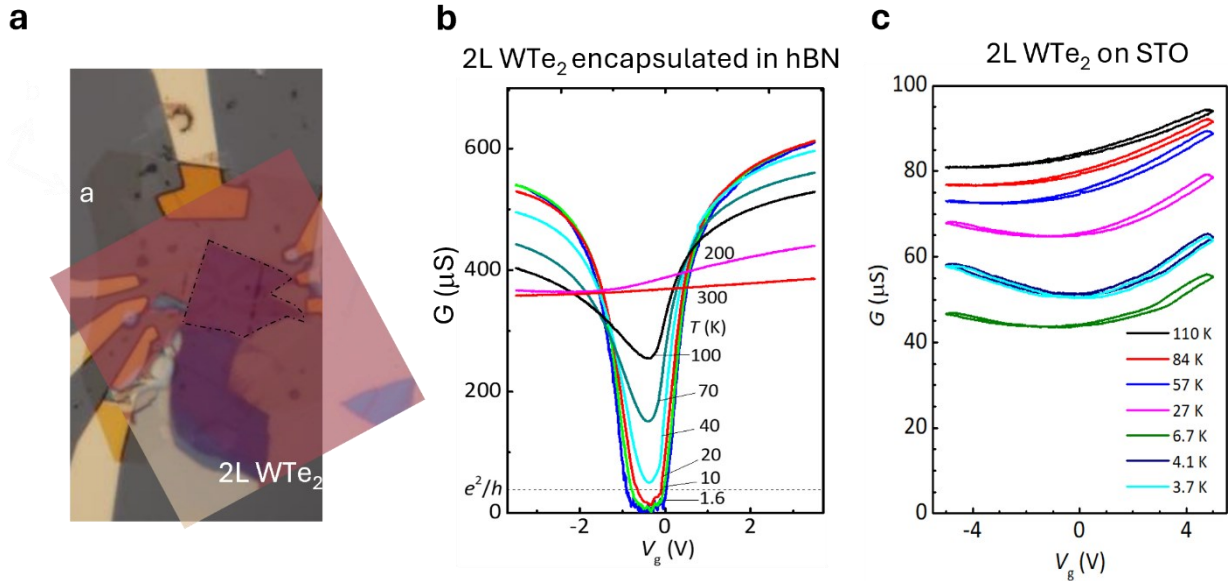 a
a
2L WTe₂
b
2L WTe₂ encapsulated in hBN
G (µS)
600
400
200
0
e²/h
200
300
T (K)
100
70
40
20
10
1.6
-2
0
2
V_g (V)
c
2L WTe₂ on STO
G (µS)
100
80
60
40
20
0
110 K
84 K
57 K
27 K
6.7 K
4.1 K
3.7 K
-4
0
4
V_g (V)